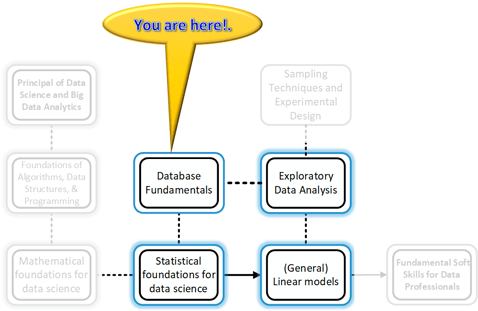 You are here!.
Sampling
Techniques and
Experimental
Design
Principal of Data
Science and Big
Data Analytics
Foundations of
Algorithms, Data
Structures, &
Programming
Database
Fundamentals
Exploratory
Data Analysis
Mathematical
foundations for
data science
Statistical
foundations for
data science
(General)
Linear models
Fundamental Soft
Skills for Data
Professionals